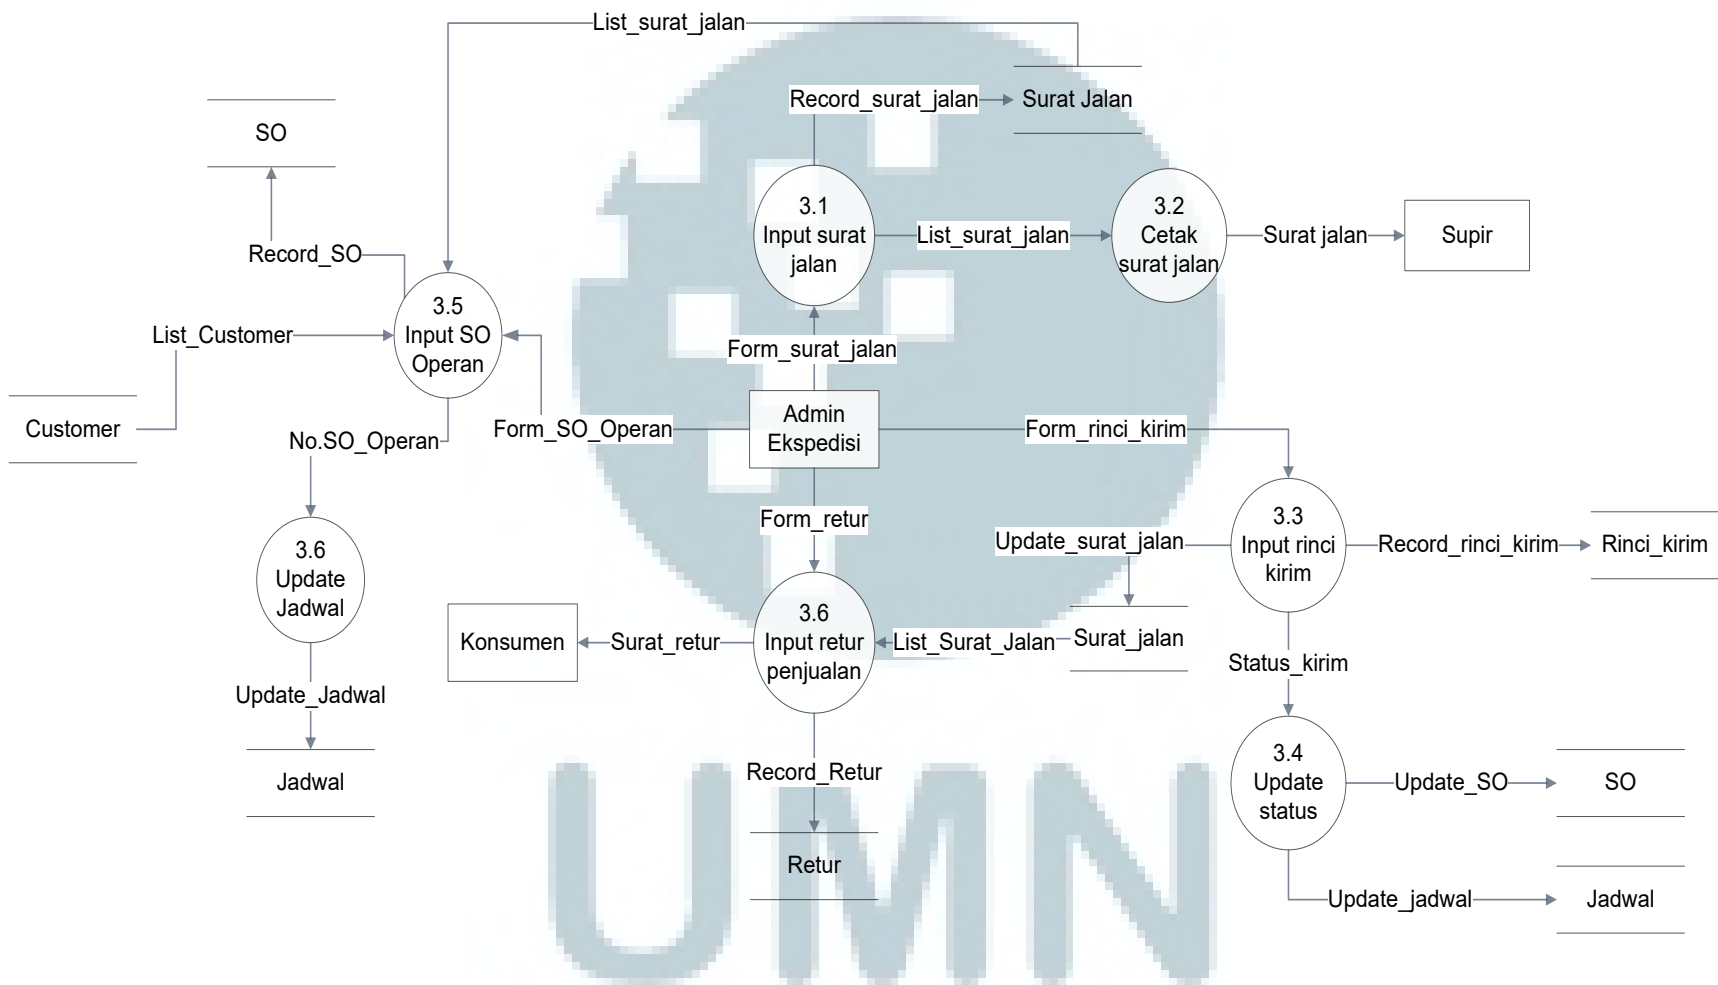 List_surat_jalan
Record_surat_jalan
Surat Jalan
SO
3.1
Input surat
jalan
List_surat_jalan
3.2
Cetak
surat jalan
Surat jalan
Supir
Record_SO
3.5
Input SO
Operan
List_Customer
Form_surat_jalan
Customer
No.SO_Operan
Form_SO_Operan
Admin
Ekspedisi
Form_rinci_kirim
Form_retur
3.3
Input rinci
kirim
Update_surat_jalan
Record_rinci_kirim
Rinci_kirim
3.6
Update
Jadwal
Konsumen
Surat_retur
3.6
Input retur
penjualan
List_Surat_Jalan
Surat_jalan
Status_kirim
Update_Jadwal
Jadwal
Record_Retur
3.4
Update
status
Update_SO
SO
Retur
Update_jadwal
Jadwal
UMN